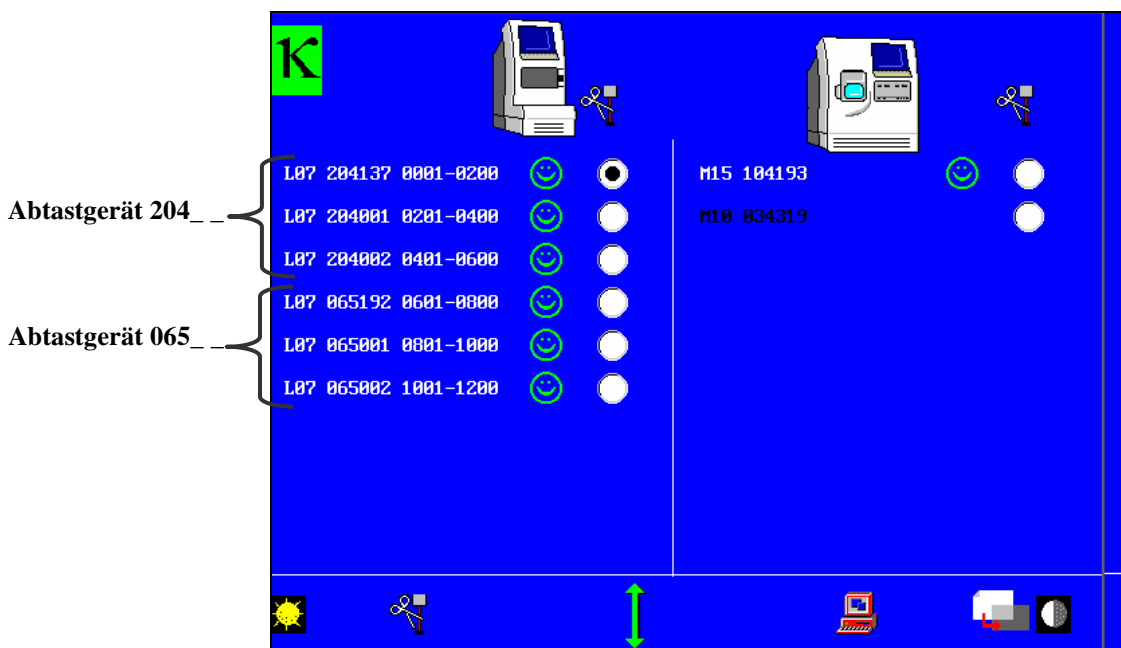 K
L07 204137 0001-0200
L07 204001 0201-0400
L07 204002 0401-0600
L07 065192 0601-0800
L07 065001 0801-1000
L07 065002 1001-1200
M15 104193
M10 034319
Abtastgerät 204_ _
Abtastgerät 065_ _